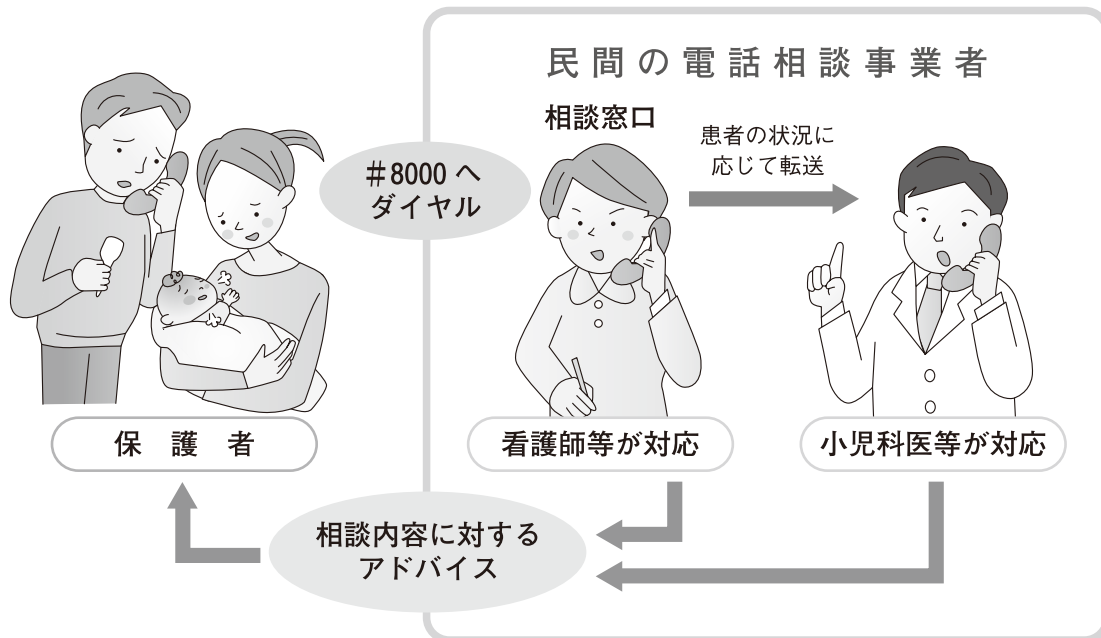 民間の電話相談事業者
相談窓口
患者の状況に
応じて転送
#8000へ
ダイヤル
保護者
看護師等が対応
小児科医等が対応
相談内容に対する
アドバイス